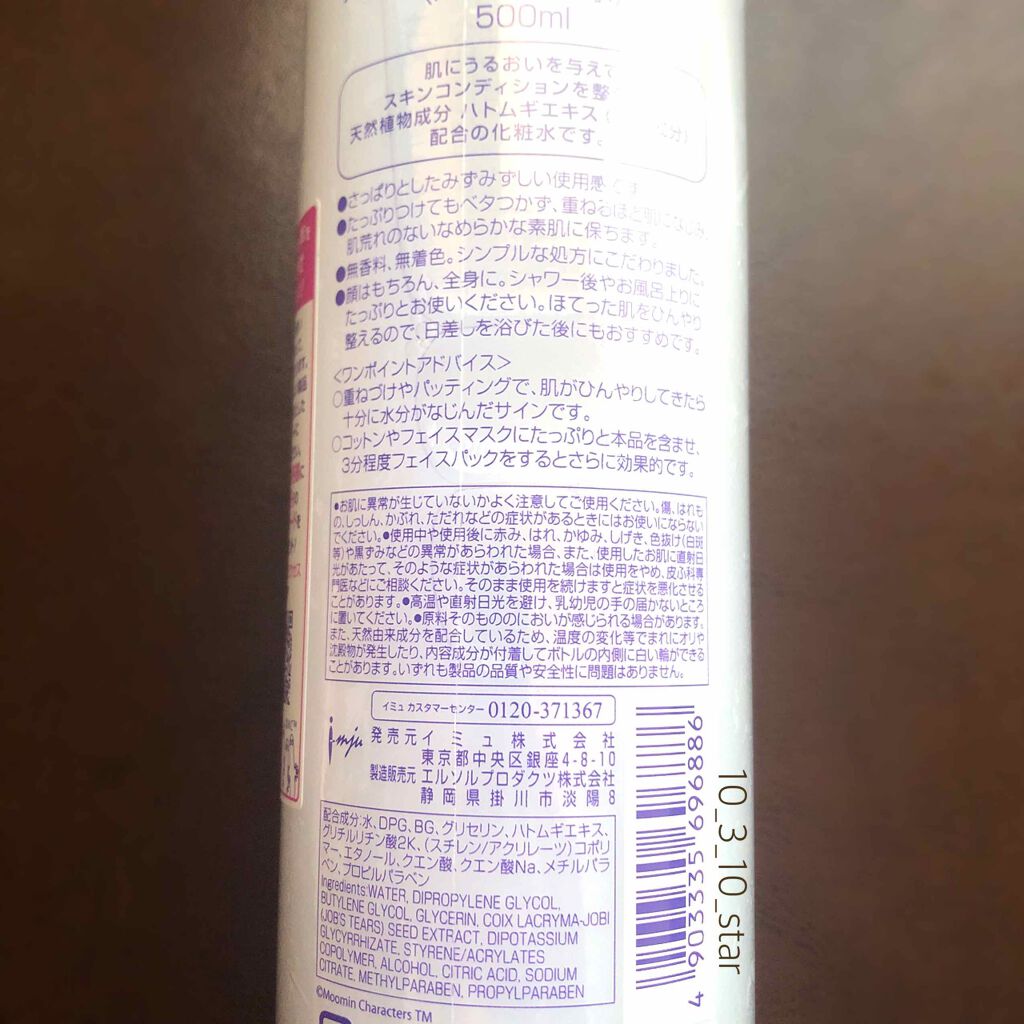 500ml
肌にうるおいを与えて
スキンコンディションを整
天然植物成分 ハトムギエキス
配合の化粧水です。
●さっぱりとしたみずみずしい使用感です
●たっぷりつけてもベタつかず、重ねるほど肌になじみ、
肌荒れのないなめらかな素肌に保ちます。
●無香料、無着色。シンプルな処方にこだわりました。
●顔はもちろん、全身に。シャワー後やお風呂上りに
たっぷりとお使いください。ほてった肌をひんやり
整えるので、日差しを浴びた後にもおすすめです。
<ワンポイントアドバイス>
○重ねづけやパッティングで、肌がひんやりしてきたら
十分に水分がなじんだサインです。
○コットンやフェイスマスクにたっぷりと本品を含ませ、
3分程度フェイスパックをするとさらに効果的です。
●お肌に異常が生じていないかよく注意してご使用ください。傷、はれも
の、しっしん、かぶれ、ただれなどの症状があるときにはお使いにならない
でください。●使用中や使用後に赤み、はれ、かゆみ、しげき、色抜け(白斑
等)や黒ずみなどの異常があらわれた場合、また、使用したお肌に直射日
光があたって、そのような症状があらわれた場合は使用をやめ、皮ふ科専
門医などにご相談ください。そのまま使用を続けますと症状を悪化させる
ことがあります。●高温や直射日光を避け、乳幼児の手の届かないところ
に置いてください。●原料そのもののにおいが感じられる場合があります。
また、天然由来成分を配合しているため、温度の変化等でまれにオリや
沈殿物が発生したり、内容成分が付着してボトルの内側に白い輪ができる
ことがあります。いずれも製品の品質や安全性に問題はありません。
イミュ カスタマーセンター 0120-371367
imju 発売元 イミュ株式会社
東京都中央区銀座4-8-10
製造販売元 エルソルプロダクツ株式会社
静岡県掛川市淡陽8
配合成分:水、DPG、BG、グリセリン、ハトムギエキス、
グリチルリチン酸2K、(スチレン/アクリレーツ)コポリ
マー、エタノール、クエン酸、クエン酸Na、メチルパラ
ベン、プロピルパラベン
Ingredients:WATER, DIPROPYLENE GLYCOL,
BUTYLENE GLYCOL, GLYCERIN, COIX LACRYMA-JOBI
(JOB'S TEARS) SEED EXTRACT, DIPOTASSIUM
GLYCYRRHIZATE, STYRENE/ACRYLATES
COPOLYMER, ALCOHOL, CITRIC ACID, SODIUM
CITRATE, METHYLPARABEN, PROPYLPARABEN
©Moomin Characters TM
4 903335 696886
10_3_10_star